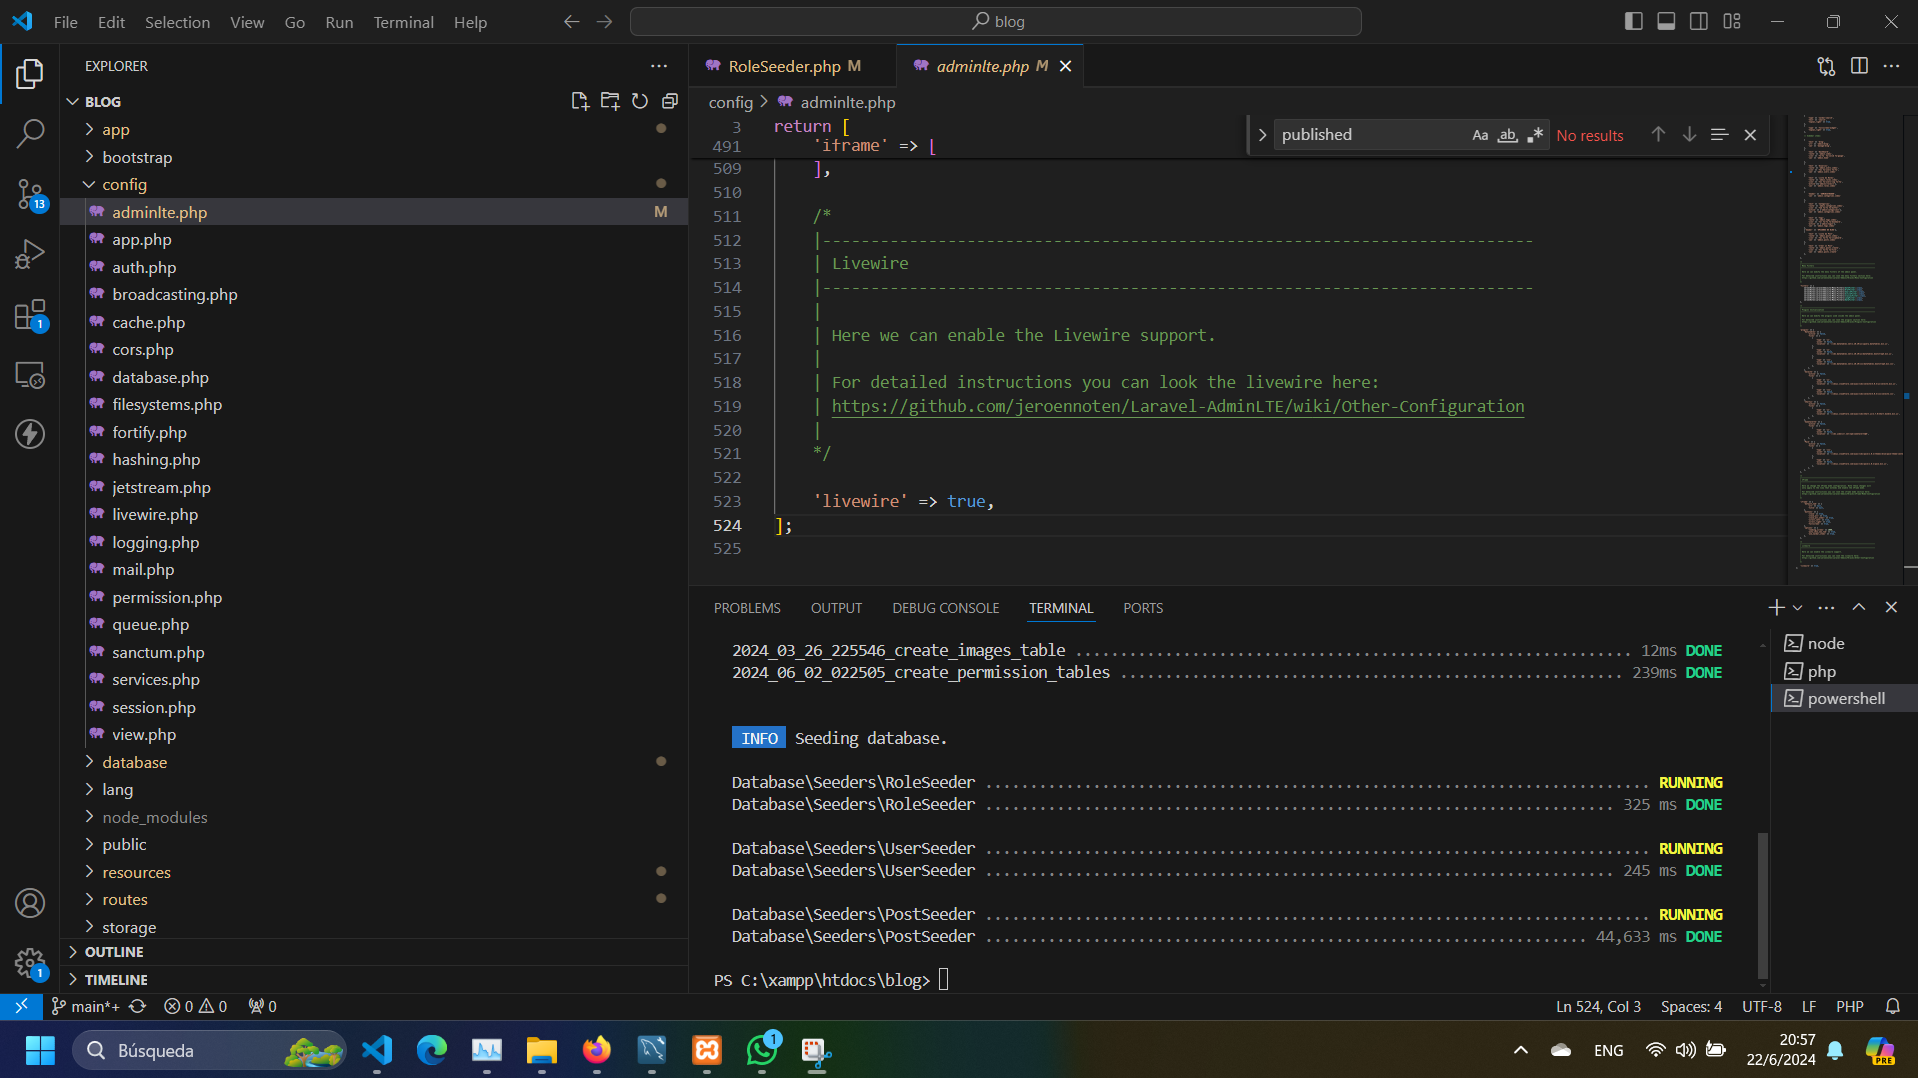 File Edit Selection View Go Run Terminal Help
blog
EXPLORER
BLOG
app
bootstrap
config
adminlte.php M
app.php
auth.php
broadcasting.php
cache.php
cors.php
database.php
filesystems.php
fortify.php
hashing.php
jetstream.php
livewire.php
logging.php
mail.php
permission.php
queue.php
sanctum.php
services.php
session.php
view.php
database
lang
node_modules
public
resources
routes
storage
OUTLINE
TIMELINE
13
1
1
RoleSeeder.php M
adminlte.php M
config > adminlte.php
published Aa ab .* No results
3 return [
491 'iframe' => [
509 ],
510
511 /*
512 |--------------------------------------------------------------------------
513 | Livewire
514 |--------------------------------------------------------------------------
515 |
516 | Here we can enable the Livewire support.
517 |
518 | For detailed instructions you can look the livewire here:
519 | https://github.com/jeroennoten/Laravel-AdminLTE/wiki/Other-Configuration
520 |
521 */
522
523 'livewire' => true,
524 ];
525
PROBLEMS OUTPUT DEBUG CONSOLE TERMINAL PORTS
2024_03_26_225546_create_images_table ........ 12ms DONE
2024_06_02_022505_create_permission_tables ........ 239ms DONE
INFO Seeding database.
Database\Seeders\RoleSeeder ........ RUNNING
Database\Seeders\RoleSeeder ........ 325 ms DONE
Database\Seeders\UserSeeder ........ RUNNING
Database\Seeders\UserSeeder ........ 245 ms DONE
Database\Seeders\PostSeeder ........ RUNNING
Database\Seeders\PostSeeder ........ 44,633 ms DONE
PS C:\xampp\htdocs\blog>
node
php
powershell
main*+ 0 0 0
Ln 524, Col 3 Spaces: 4 UTF-8 LF PHP
Búsqueda
1
ENG
20:57
22/6/2024
PRE